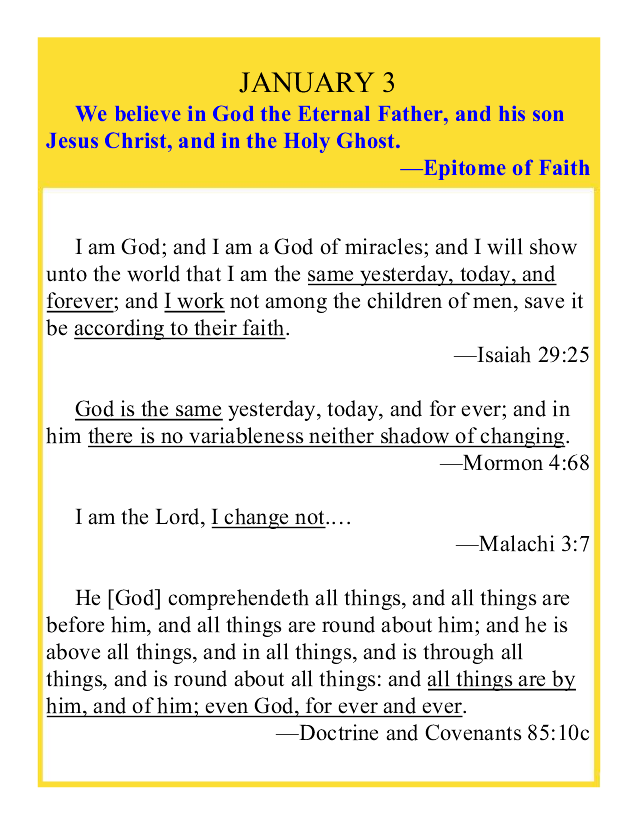 JANUARY 3
We believe in God the Eternal Father, and his son
Jesus Christ, and in the Holy Ghost.
—Epitome of Faith
I am God; and I am a God of miracles; and I will show
unto the world that I am the same yesterday, today, and
forever; and I work not among the children of men, save it
be according to their faith.
—Isaiah 29:25
God is the same yesterday, today, and for ever; and in
him there is no variableness neither shadow of changing.
—Mormon 4:68
I am the Lord, I change not.…
—Malachi 3:7
He [God] comprehendeth all things, and all things are
before him, and all things are round about him; and he is
above all things, and in all things, and is through all
things, and is round about all things: and all things are by
him, and of him; even God, for ever and ever.
—Doctrine and Covenants 85:10c